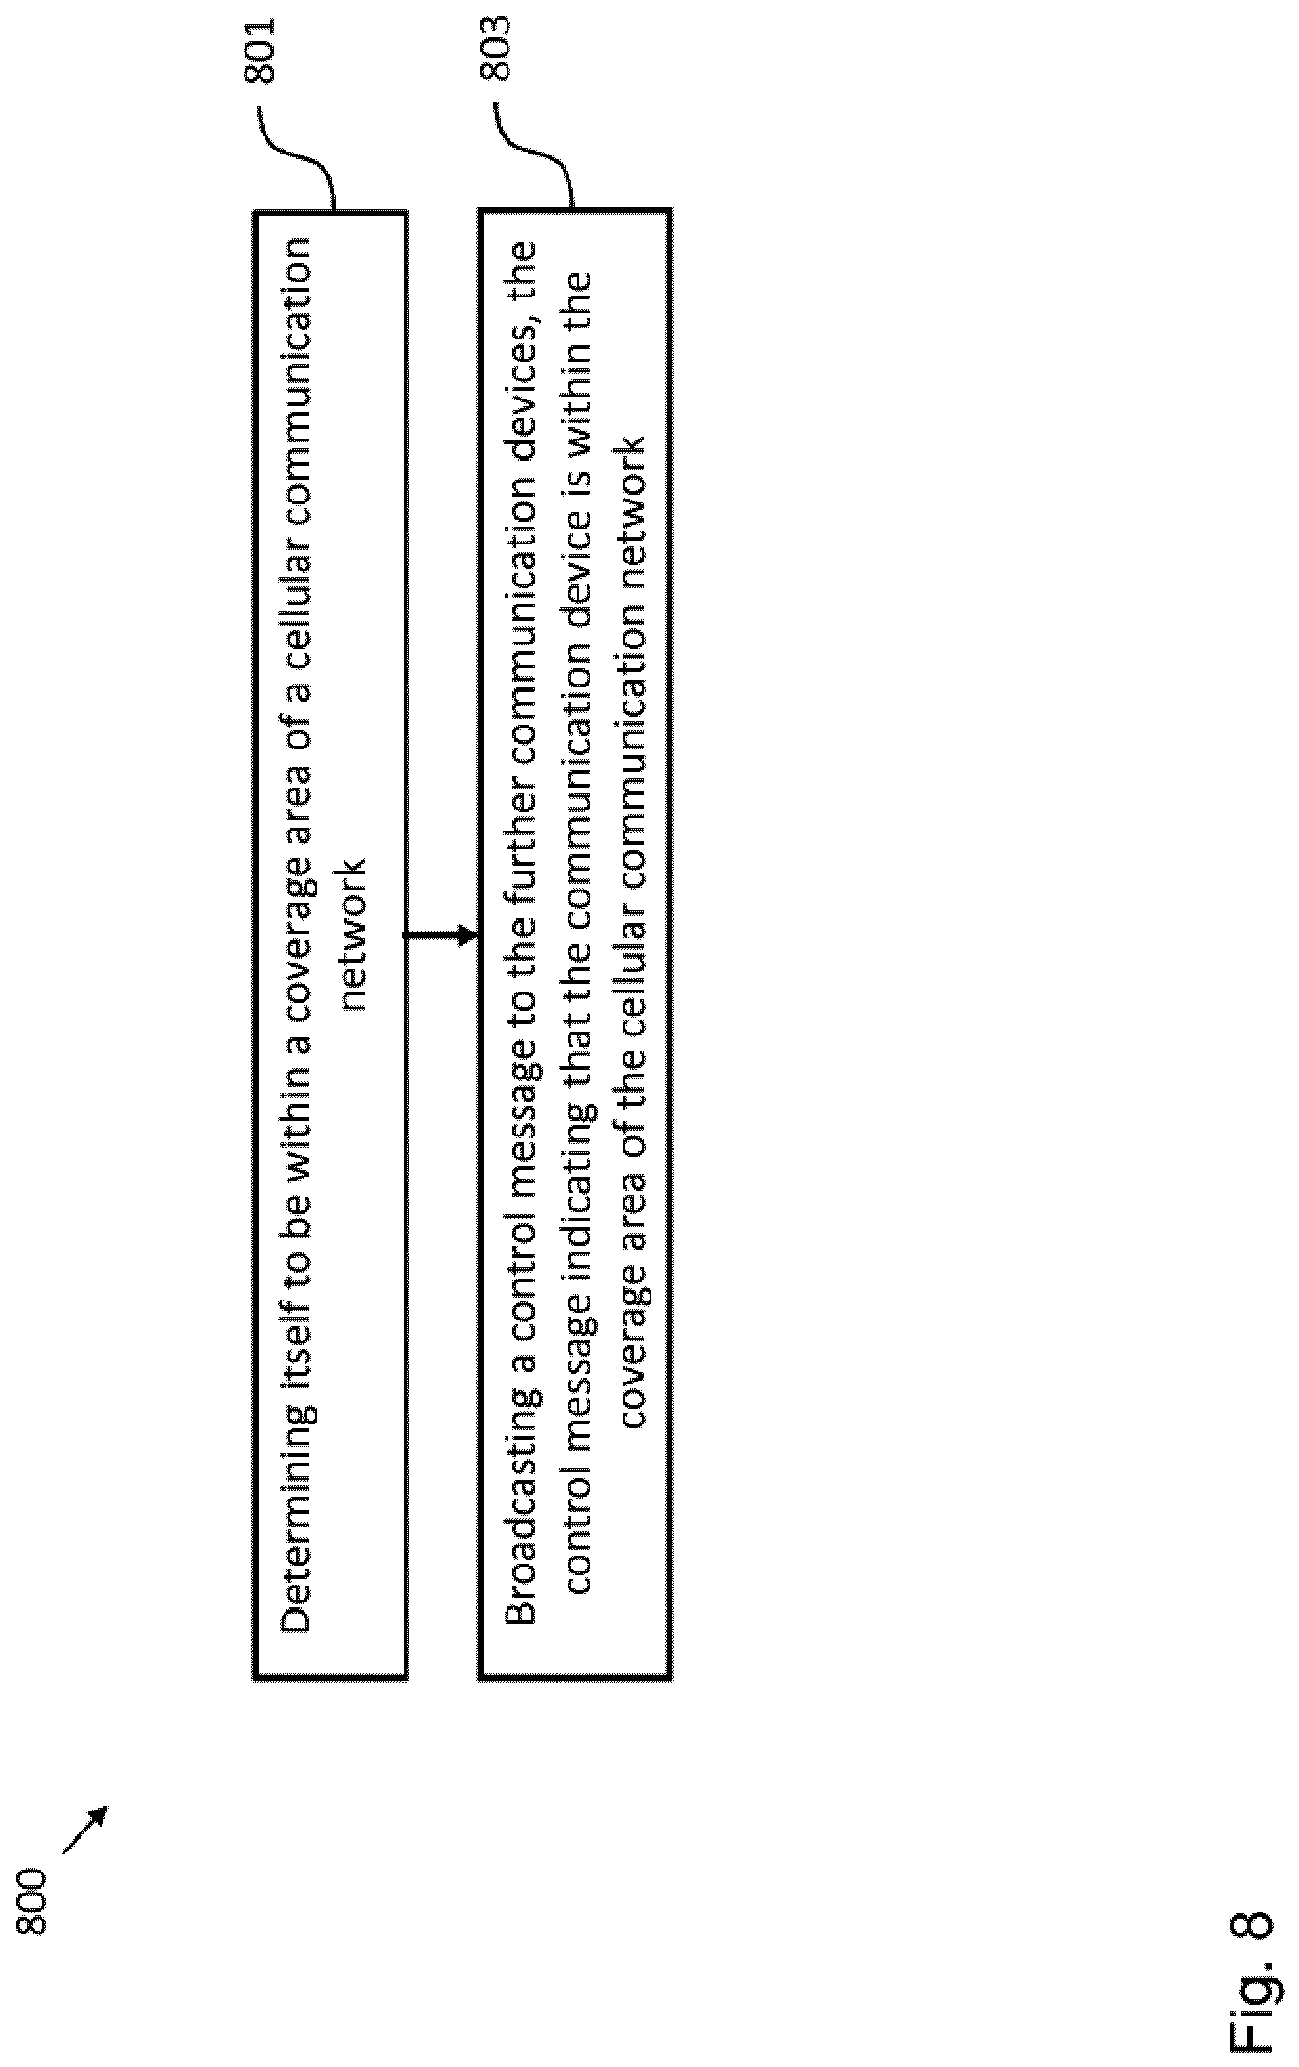 800
801
Determining itself to be within a coverage area of a cellular communication
network
803
Broadcasting a control message to the further communication devices, the
control message indicating that the communication device is within the
coverage area of the cellular communication network
Fig. 8